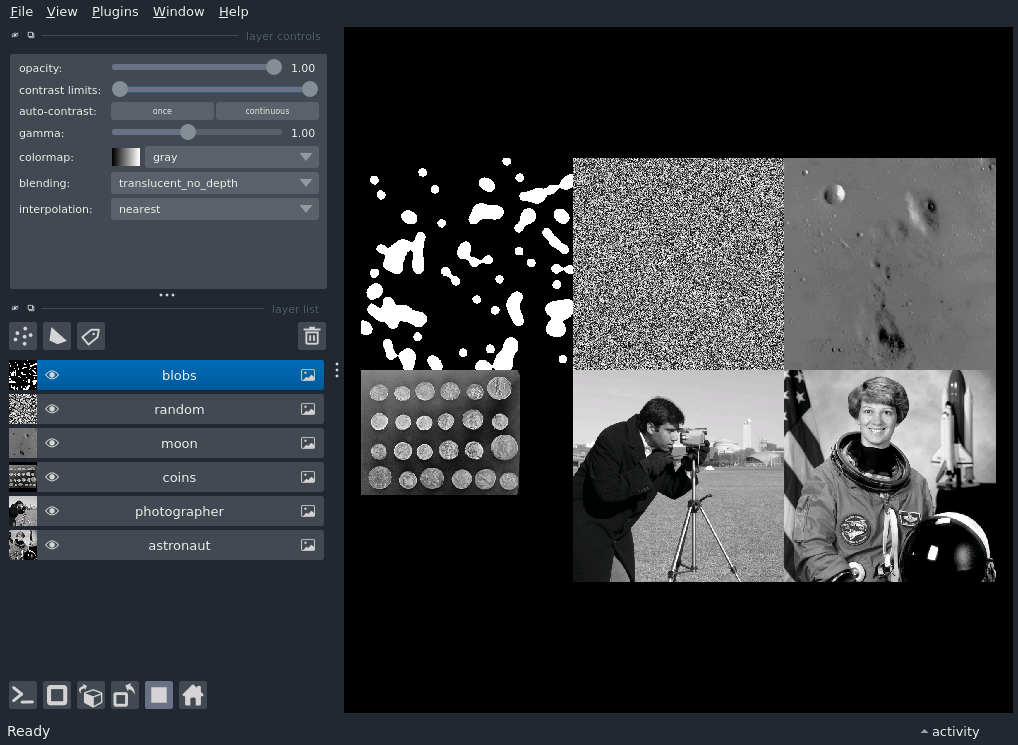 File View Plugins Window Help
layer controls
opacity: 1.00
contrast limits:
auto-contrast: once continuous
gamma: 1.00
colormap: gray
blending: translucent_no_depth
interpolation: nearest
layer list
blobs
random
moon
coins
photographer
astronaut
Ready
activity